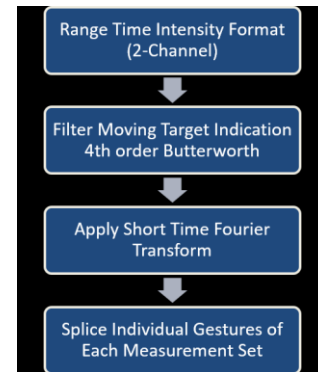 Range Time Intensity Format
(2-Channel)
Filter Moving Target Indication
4th order Butterworth
Apply Short Time Fourier
Transform
Splice Individual Gestures of
Each Measurement Set